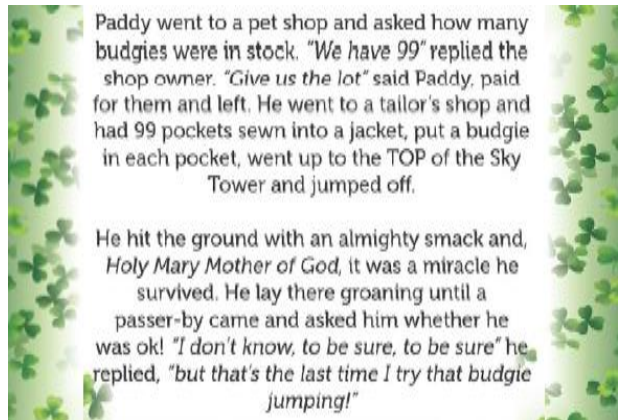 Paddy went to a pet shop and asked how many
budgies were in stock. "We have 99" replied the
shop owner. "Give us the lot" said Paddy, paid
for them and left. He went to a tailor's shop and
had 99 pockets sewn into a jacket, put a budgie
in each pocket, went up to the TOP of the Sky
Tower and jumped off.
He hit the ground with an almighty smack and,
Holy Mary Mother of God, it was a miracle he
survived. He lay there groaning until a
passer-by came and asked him whether he
was ok! "I don't know, to be sure, to be sure" he
replied, "but that's the last time I try that budgie
jumping!"